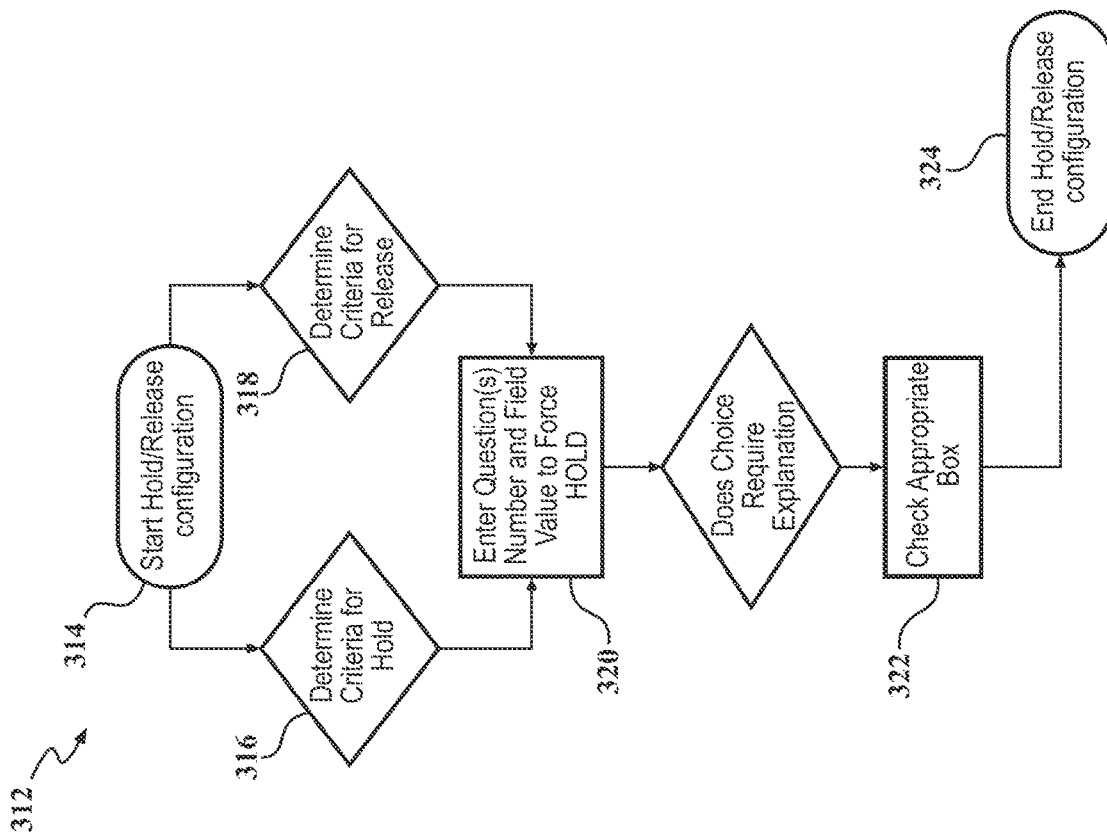 312
314
Start Hold/Release
configuration
316
Determine
Criteria for
Hold
318
Determine
Criteria for
Release
320
Enter Question(s)
Number and Field
Value to Force
HOLD
Does Choice
Require
Explanation
322
Check Appropriate
Box
324
End Hold/Release
configuration